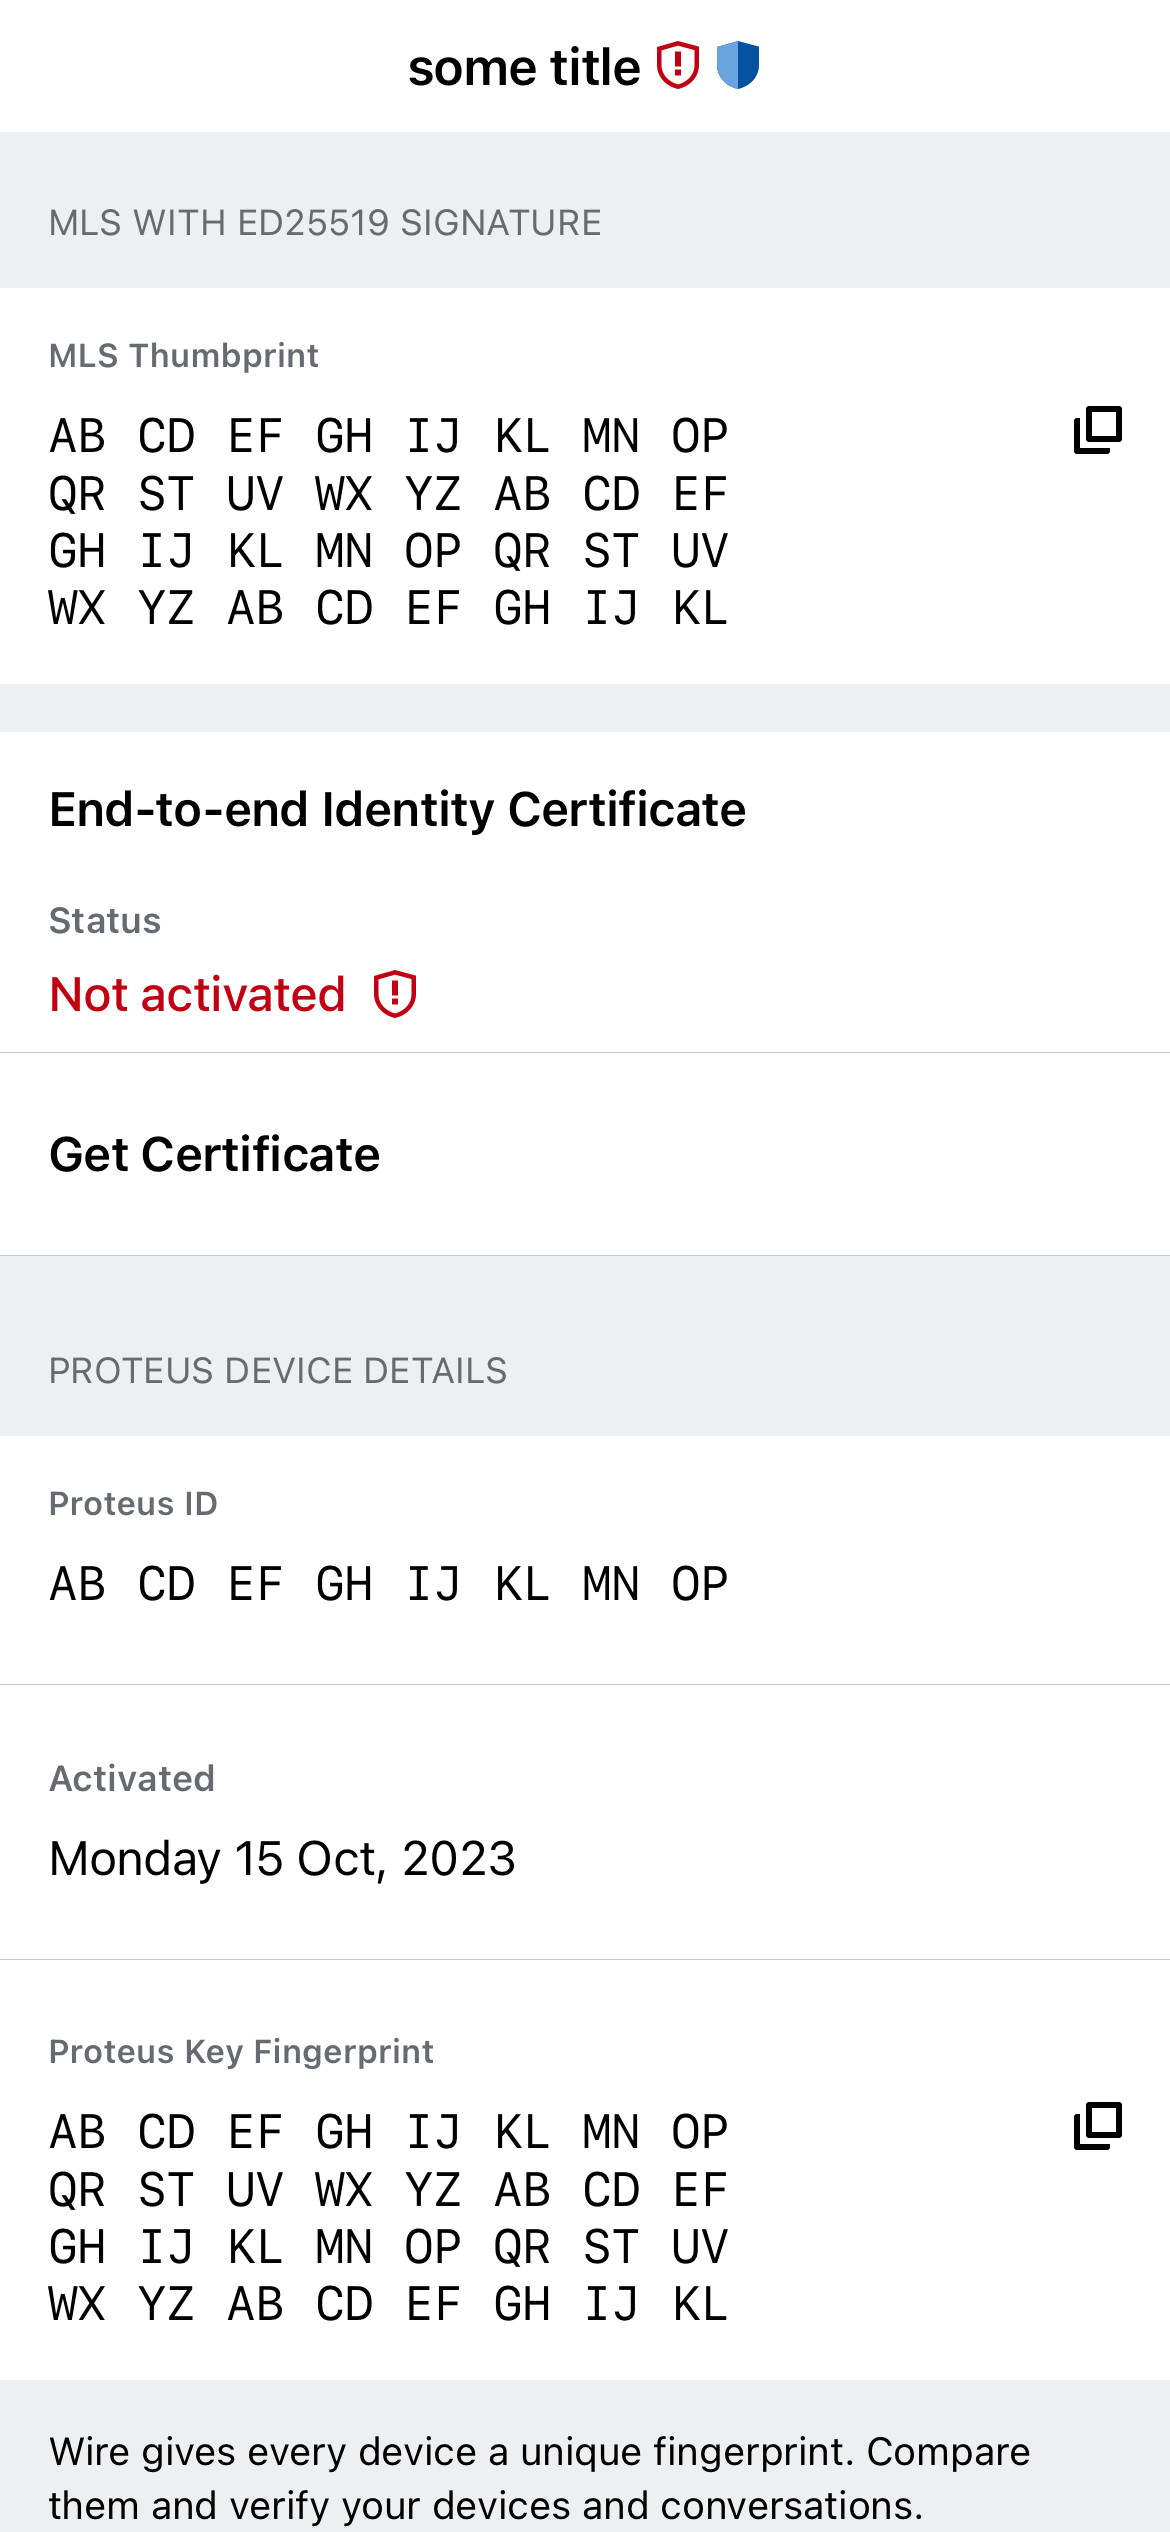 some title
MLS WITH ED25519 SIGNATURE
MLS Thumbprint
AB CD EF GH IJ KL MN OP
QR ST UV WX YZ AB CD EF
GH IJ KL MN OP QR ST UV
WX YZ AB CD EF GH IJ KL
End-to-end Identity Certificate
Status
Not activated
Get Certificate
PROTEUS DEVICE DETAILS
Proteus ID
AB CD EF GH IJ KL MN OP
Activated
Monday 15 Oct, 2023
Proteus Key Fingerprint
AB CD EF GH IJ KL MN OP
QR ST UV WX YZ AB CD EF
GH IJ KL MN OP QR ST UV
WX YZ AB CD EF GH IJ KL
Wire gives every device a unique fingerprint. Compare
them and verify your devices and conversations.